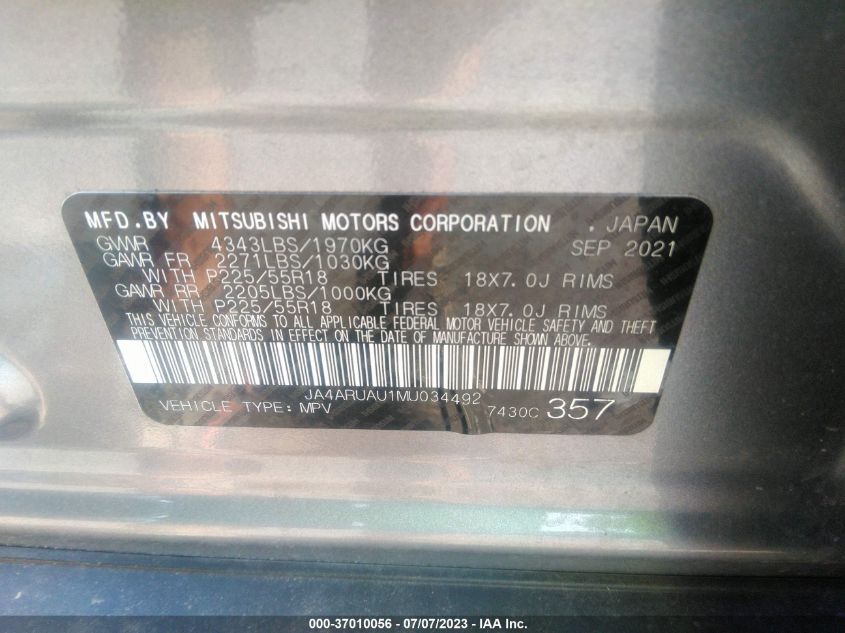 MFD.BY MITSUBISHI MOTORS CORPORATION .JAPAN
GVWR 4343LBS/1970KG SEP 2021
GAWR FR 2271LBS/1030KG
WITH P225/55R18 TIRES 18X7.0J RIMS
GAWR RR 2205LBS/1000KG
WITH P225/55R18 TIRES 18X7.0J RIMS
THIS VEHICLE CONFORMS TO ALL APPLICABLE FEDERAL MOTOR VEHICLE SAFETY AND THEFT
PREVENTION STANDARDS IN EFFECT ON THE DATE OF MANUFACTURE SHOWN ABOVE.
JA4ARUAU1MU034492
VEHICLE TYPE:MPV 7430C 357
000-37010056 - 07/07/2023 - IAA Inc.